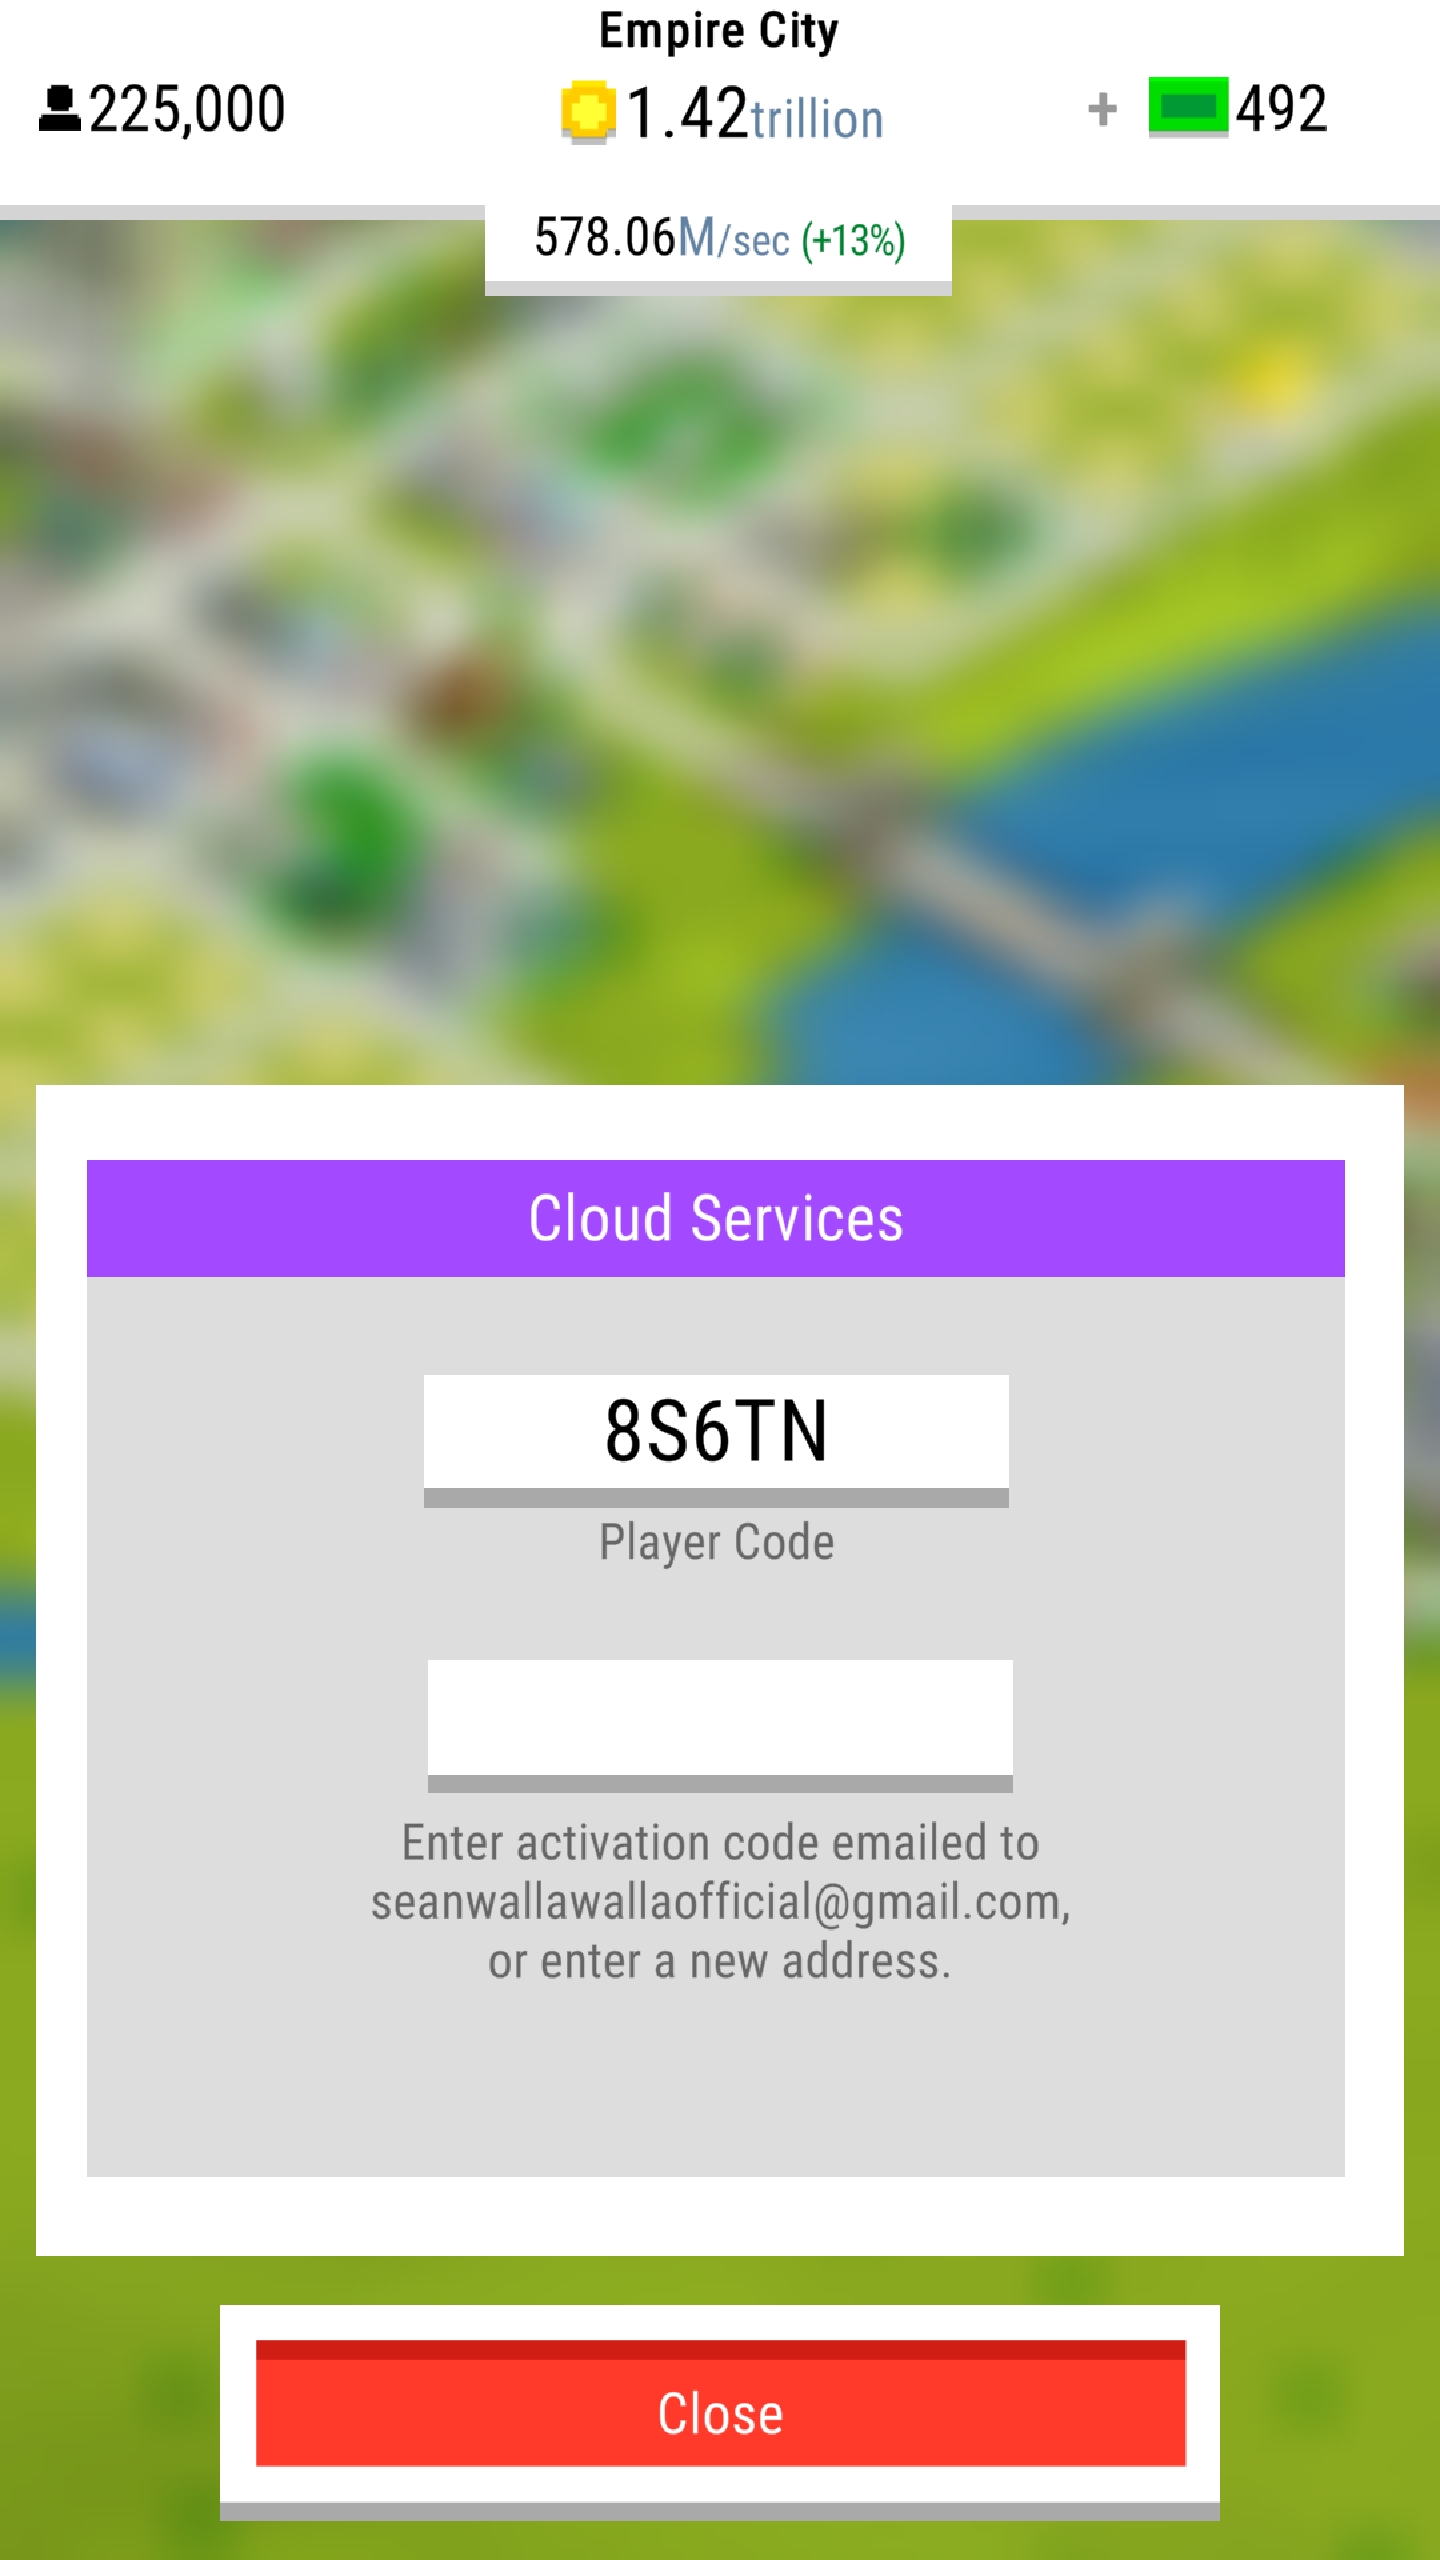 Empire City
225,000
1.42trillion
+ 492
578.06M/sec (+13%)
Cloud Services
8S6TN
Player Code
Enter activation code emailed to
seanwallawallaofficial@gmail.com,
or enter a new address.
Close